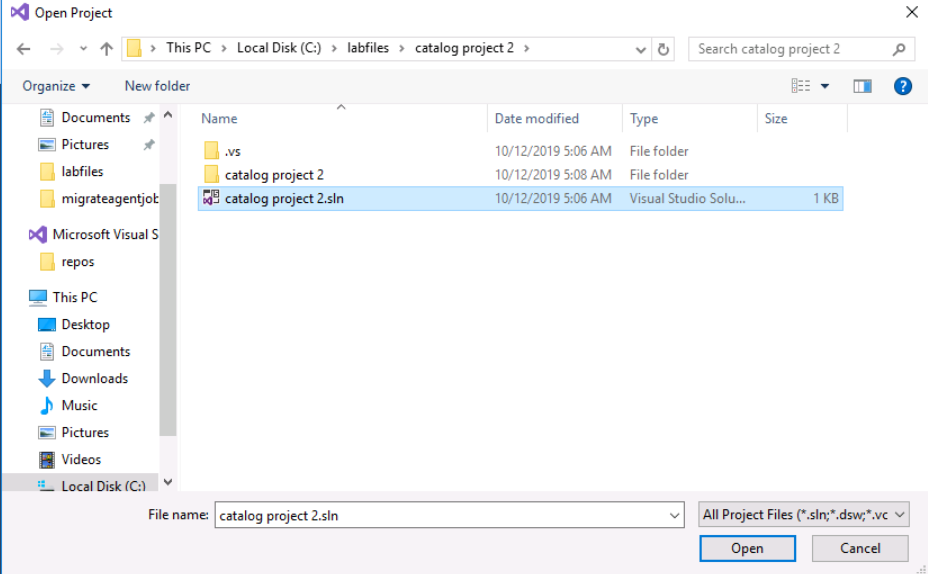 Open Project
This PC > Local Disk (C:) > labfiles > catalog project 2 >
Search catalog project 2
Organize
New folder
Name
Date modified
Type
Size
.vs
10/12/2019 5:06 AM
File folder
catalog project 2
10/12/2019 5:08 AM
File folder
catalog project 2.sln
10/12/2019 5:06 AM
Visual Studio Solu...
1 KB
Documents
Pictures
labfiles
migrateagentjob
Microsoft Visual S
repos
This PC
Desktop
Documents
Downloads
Music
Pictures
Videos
Local Disk (C:)
File name:
catalog project 2.sln
All Project Files (*.sln;*.dsw;*.vc
Open
Cancel